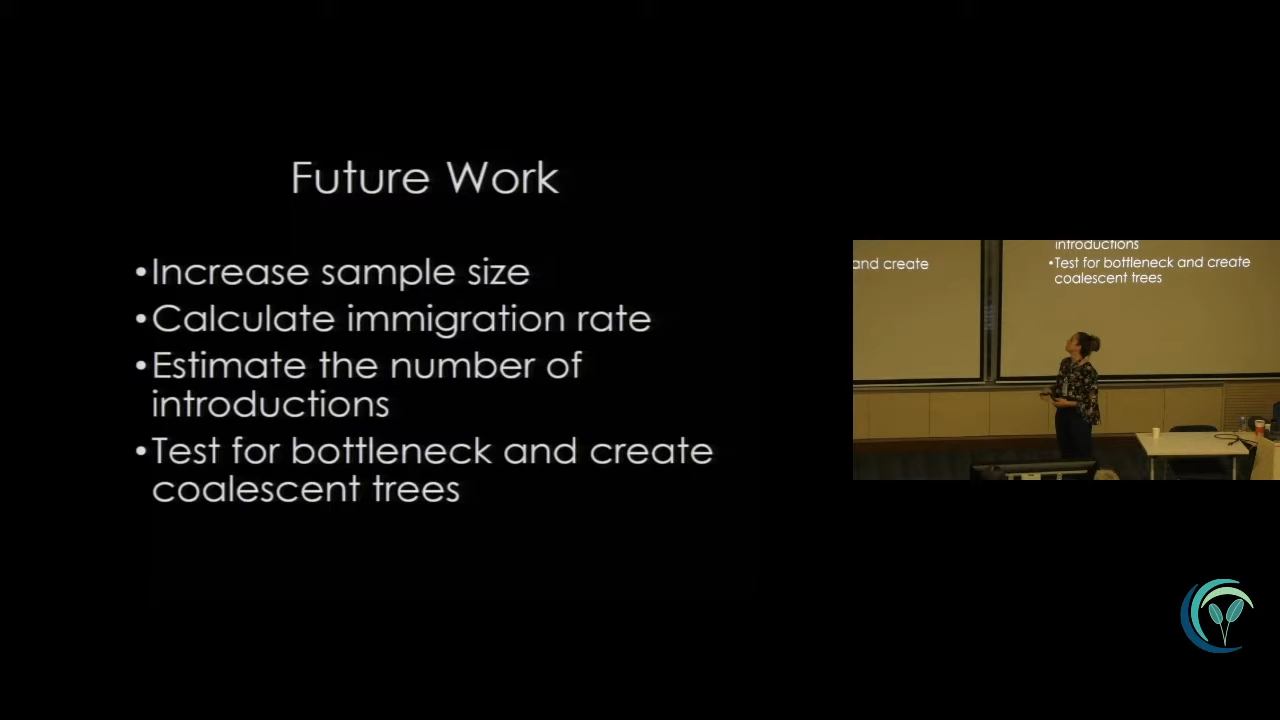 Future Work
•Increase sample size
•Calculate immigration rate
•Estimate the number of
introductions
•Test for bottleneck and create
coalescent trees
and create
introductions
•Test for bottleneck and create
coalescent trees